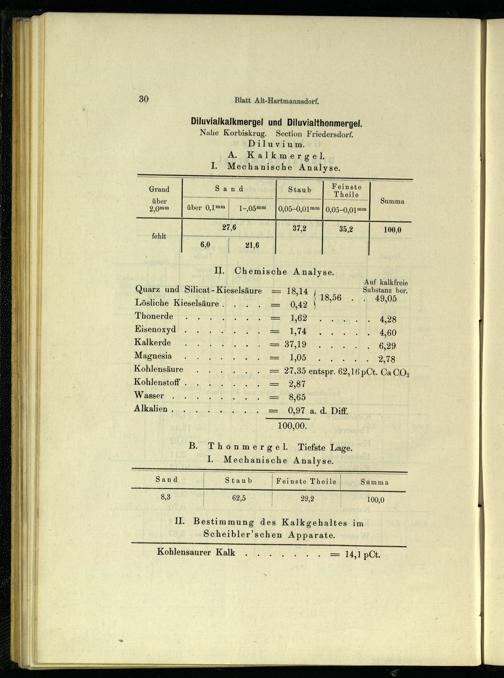 30
Blatt Alt-Hartmannsdorf.
Diluvialkalkmergel und Diluvialthonmergel.
Nahe Korbiskrug. Section Friedersdorf.
Diluvium.
A. Kalkmergel.
I. Mechanische Analyse.
Grand über 2,0mm | Sand | Staub | Feinste Theile | Summa
über 0,1mm | 1–,05mm | 0,05–0,01mm | 0,05–0,01mm
fehlt | 27,6 | 37,2 | 35,2 | 100,0
6,0 | 21,6
II. Chemische Analyse.
Auf kalkfreie
Substanz ber.
Quarz und Silicat-Kieselsäure = 18,14 } 18,56 . . 49,05
Lösliche Kieselsäure . . . . = 0,42
Thonerde . . . . . . . = 1,62 . . . . . 4,28
Eisenoxyd . . . . . . . = 1,74 . . . . . 4,60
Kalkerde . . . . . . . = 37,19 . . . . . 6,29
Magnesia . . . . . . . = 1,05 . . . . . 2,78
Kohlensäure . . . . . . = 27,35 entspr. 62,16 pCt. Ca CO3
Kohlenstoff . . . . . . . = 2,87
Wasser . . . . . . . . = 8,65
Alkalien . . . . . . . . = 0,97 a. d. Diff.
100,00.
B. Thonmergel. Tiefste Lage.
I. Mechanische Analyse.
Sand | Staub | Feinste Theile | Summa
8,3 | 62,5 | 29,2 | 100,0
II. Bestimmung des Kalkgehaltes im
Scheibler'schen Apparate.
Kohlensaurer Kalk . . . . . . . = 14,1 pCt.